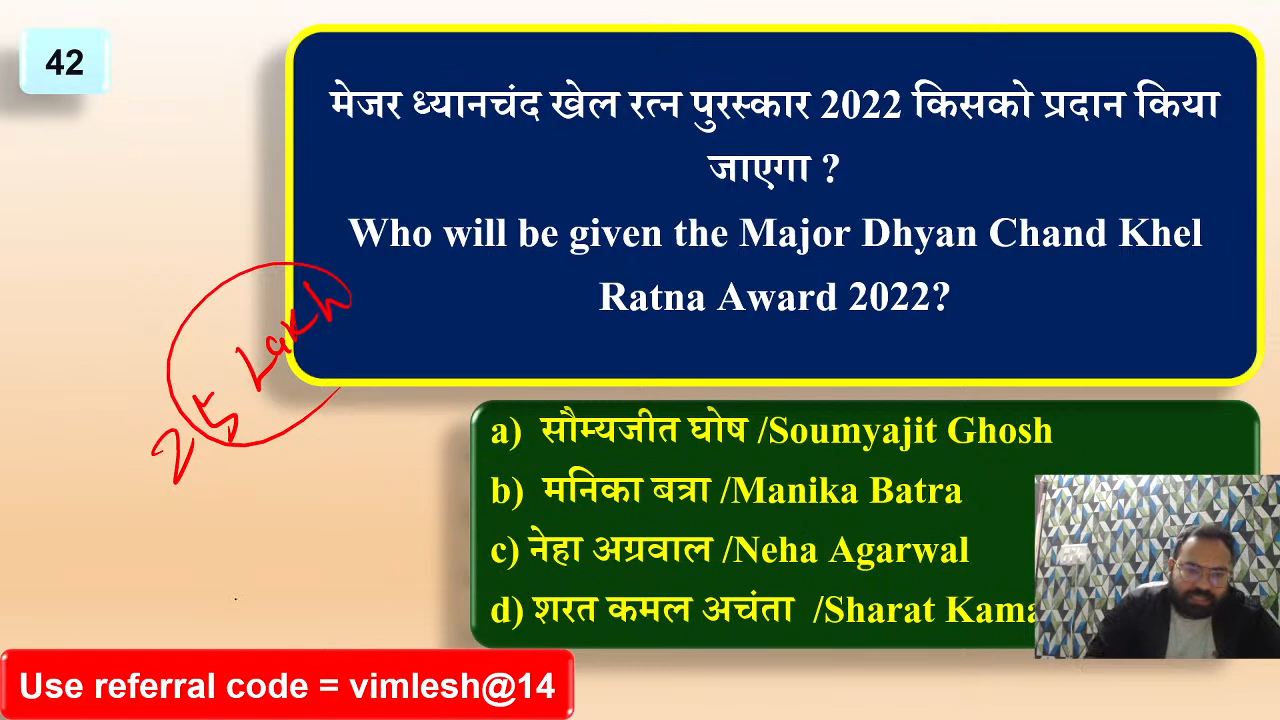 42
मेजर ध्यानचंद खेल रत्न पुरस्कार 2022 किसको प्रदान किया
जाएगा ?
Who will be given the Major Dhyan Chand Khel
Ratna Award 2022?
25 Lakh
a) सौम्यजीत घोष /Soumyajit Ghosh
b) मनिका बत्रा /Manika Batra
c) नेहा अग्रवाल /Neha Agarwal
d) शरत कमल अचंता /Sharat Kama
Use referral code = vimlesh@14